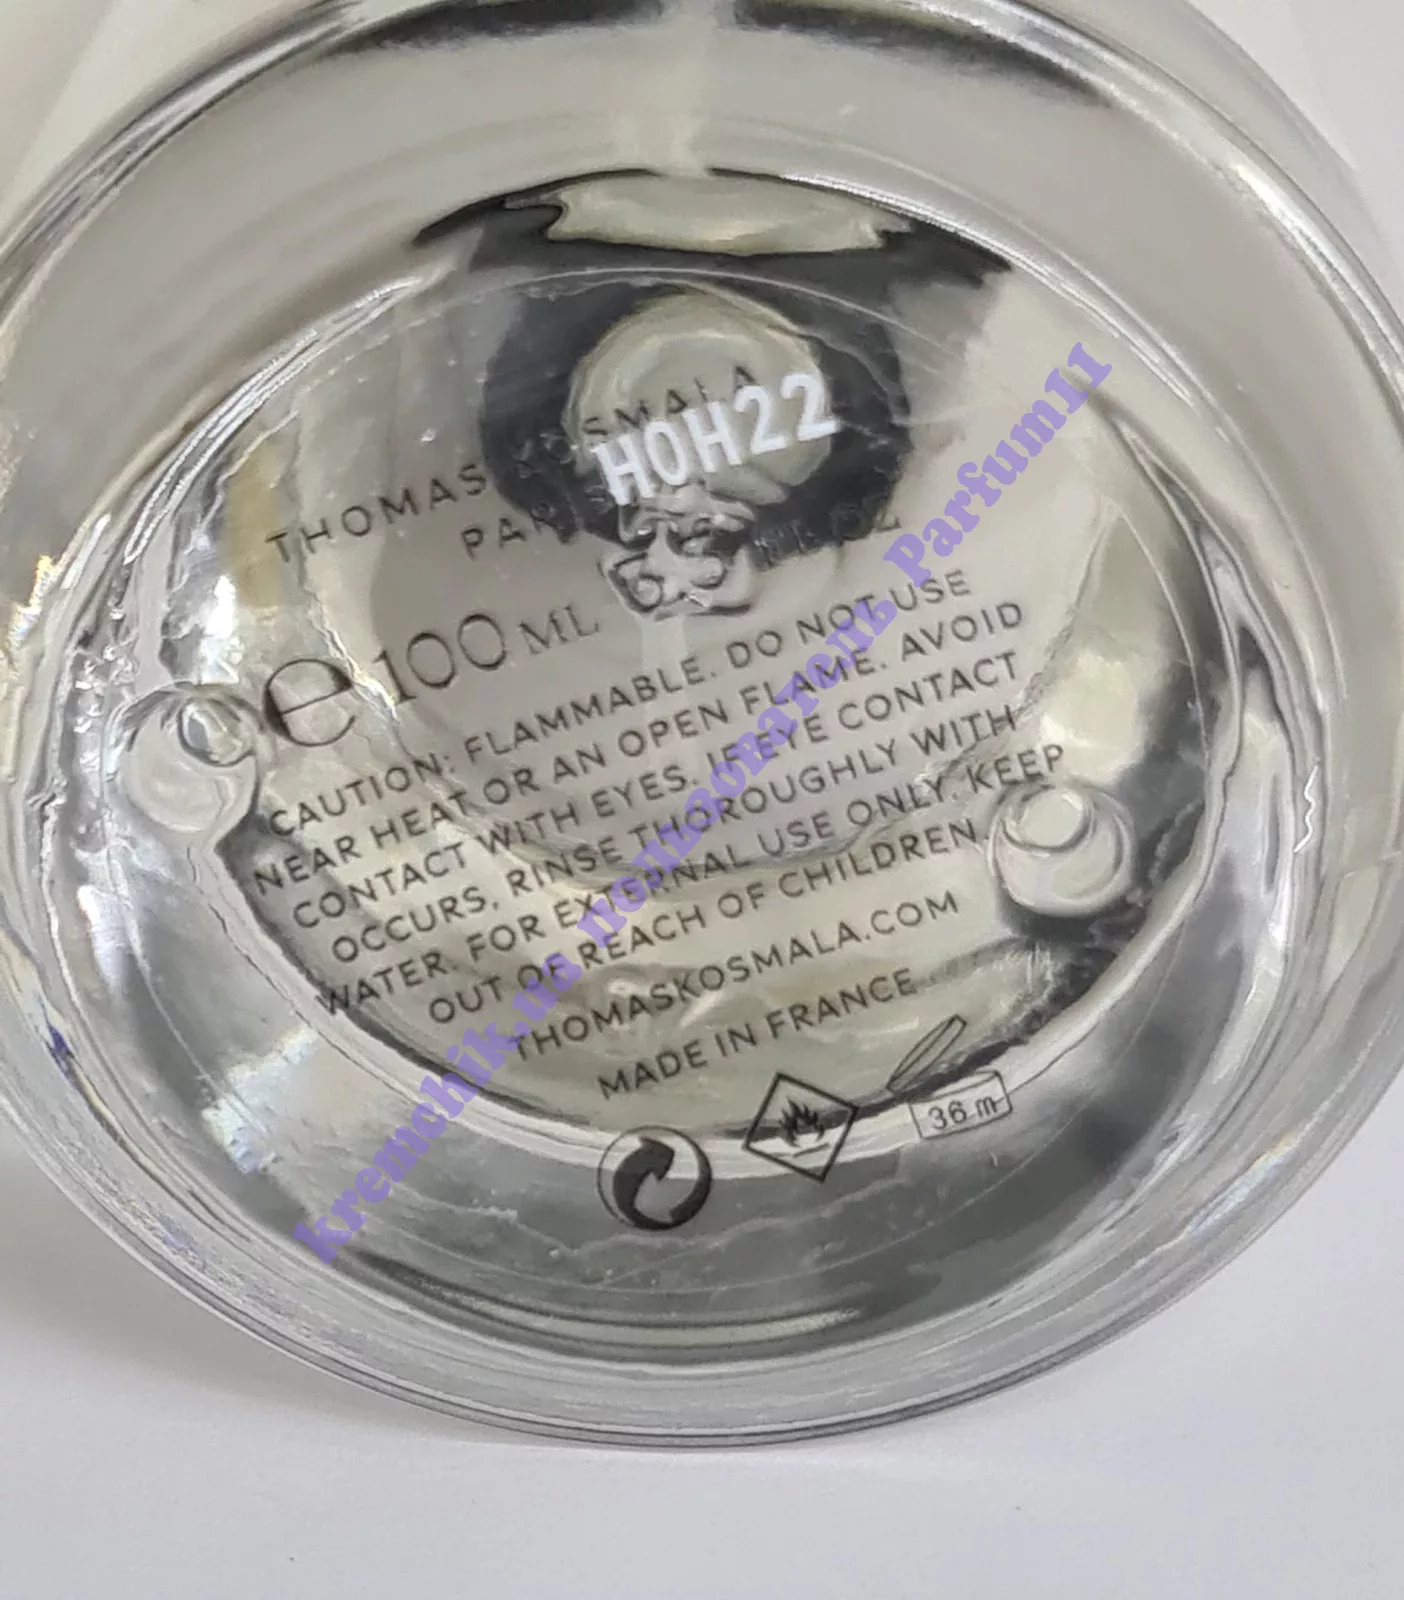 THOMAS KOSMALA
PARIS
HOH22
e 100 ML
CAUTION: FLAMMABLE. DO NOT USE
NEAR HEAT OR AN OPEN FLAME. AVOID
CONTACT WITH EYES. IF EYE CONTACT
OCCURS, RINSE THOROUGHLY WITH
WATER. FOR EXTERNAL USE ONLY. KEEP
OUT OF REACH OF CHILDREN.
THOMASKOSMALA.COM
MADE IN FRANCE
36 m
kremchik.ua пользователь Parfum11